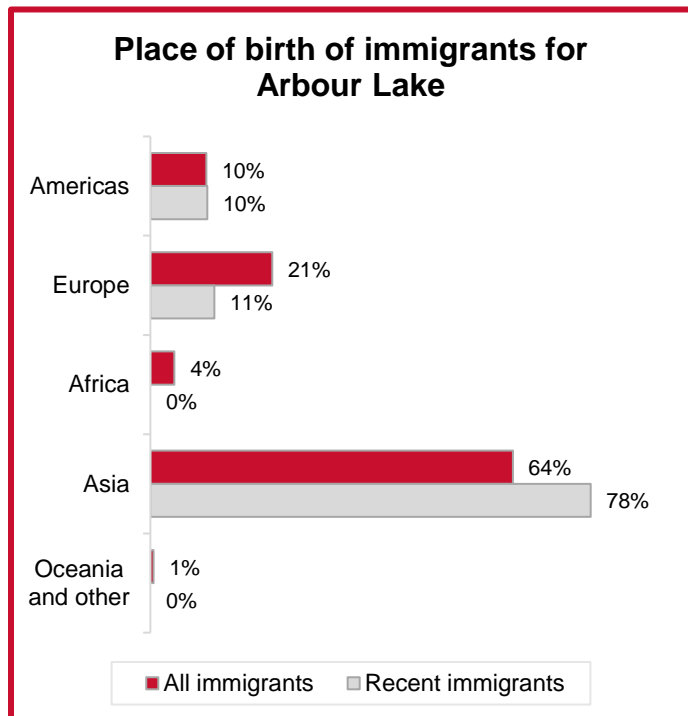 Place of birth of immigrants for
Arbour Lake
Americas
10%
10%
Europe
21%
11%
Africa
4%
0%
Asia
64%
78%
Oceania
and other
1%
0%
All immigrants Recent immigrants